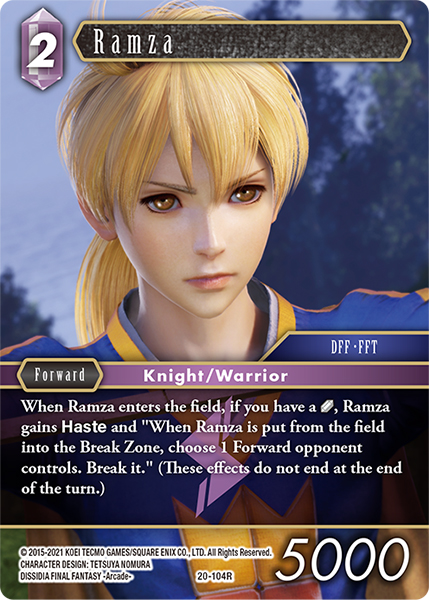 2
Ramza
DFF·FFT
Forward
Knight/Warrior
When Ramza enters the field, if you have a , Ramza
gains Haste and "When Ramza is put from the field
into the Break Zone, choose 1 Forward opponent
controls. Break it." (These effects do not end at the end
of the turn.)
© 2015-2021 KOEI TECMO GAMES/SQUARE ENIX CO., LTD. All Rights Reserved.
CHARACTER DESIGN: TETSUYA NOMURA
DISSIDIA FINAL FANTASY -Arcade-
20-104R
5000